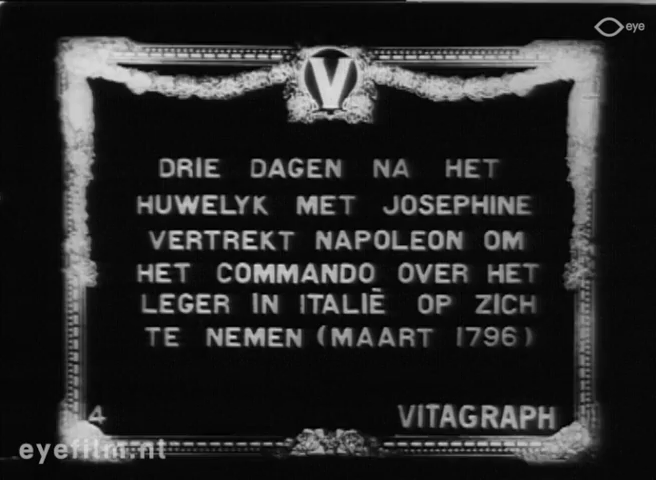 eye
V
DRIE DAGEN NA HET
HUWELYK MET JOSEPHINE
VERTREKT NAPOLEON OM
HET COMMANDO OVER HET
LEGER IN ITALIË OP ZICH
TE NEMEN (MAART 1796)
4
VITAGRAPH
eyefilm.nl